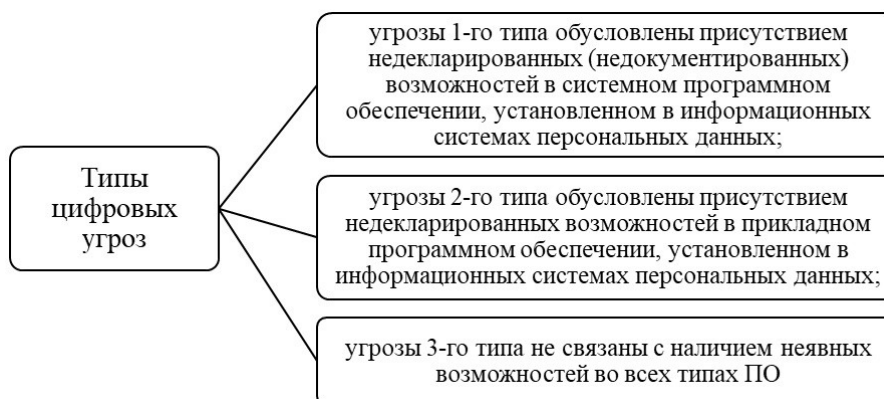 Типы
цифровых
угроз
угрозы 1-го типа обусловлены присутствием
недекларированных (недокументированных)
возможностей в системном программном
обеспечении, установленном в информационных
системах персональных данных;
угрозы 2-го типа обусловлены присутствием
недекларированных возможностей в прикладном
программном обеспечении, установленном в
информационных системах персональных данных;
угрозы 3-го типа не связаны с наличием неявных
возможностей во всех типах ПО